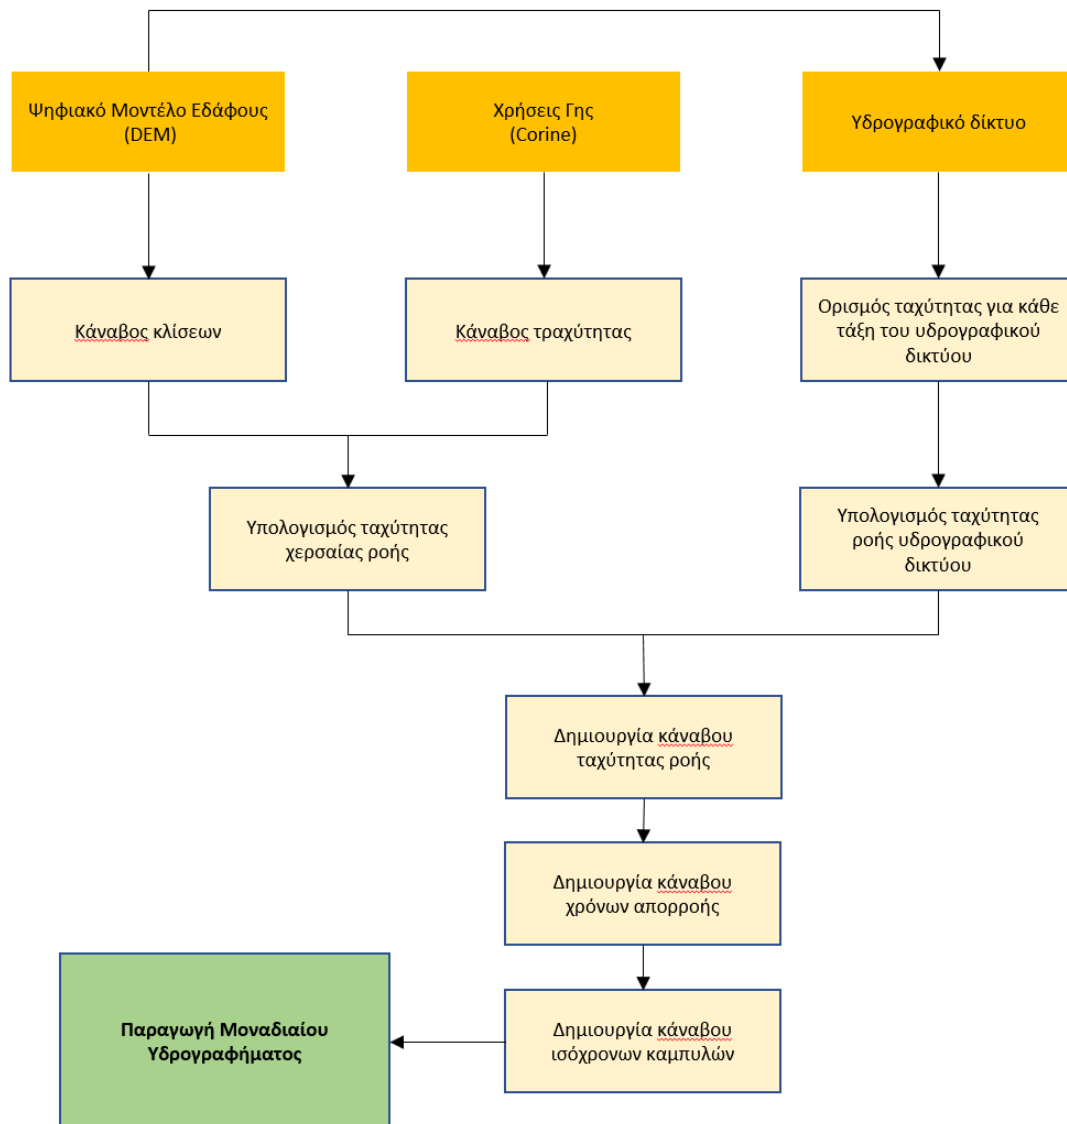 Ψηφιακό Μοντέλο Εδάφους
(DEM)
Χρήσεις Γης
(Corine)
Υδρογραφικό δίκτυο
Κάναβος κλίσεων
Κάναβος τραχύτητας
Ορισμός ταχύτητας για κάθε
τάξη του υδρογραφικού
δικτύου
Υπολογισμός ταχύτητας
χερσαίας ροής
Υπολογισμός ταχύτητας
ροής υδρογραφικού
δικτύου
Δημιουργία κάναβου
ταχύτητας ροής
Δημιουργία κάναβου
χρόνων απορροής
Δημιουργία κάναβου
ισόχρονων καμπυλών
Παραγωγή Μοναδιαίου
Υδρογραφήματος